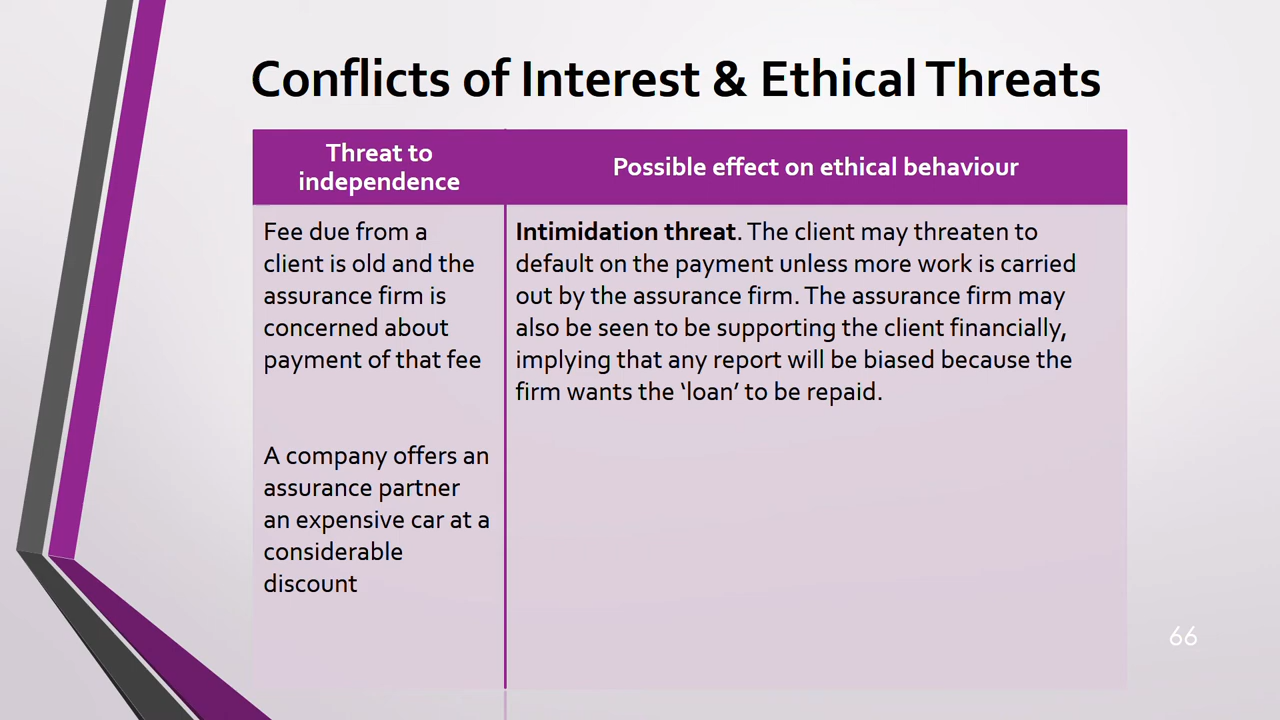 Conflicts of Interest & Ethical Threats
Threat to
independence
Possible effect on ethical behaviour
Fee due from a
client is old and the
assurance firm is
concerned about
payment of that fee
Intimidation threat. The client may threaten to
default on the payment unless more work is carried
out by the assurance firm. The assurance firm may
also be seen to be supporting the client financially,
implying that any report will be biased because the
firm wants the ‘loan’ to be repaid.
A company offers an
assurance partner
an expensive car at a
considerable
discount
66